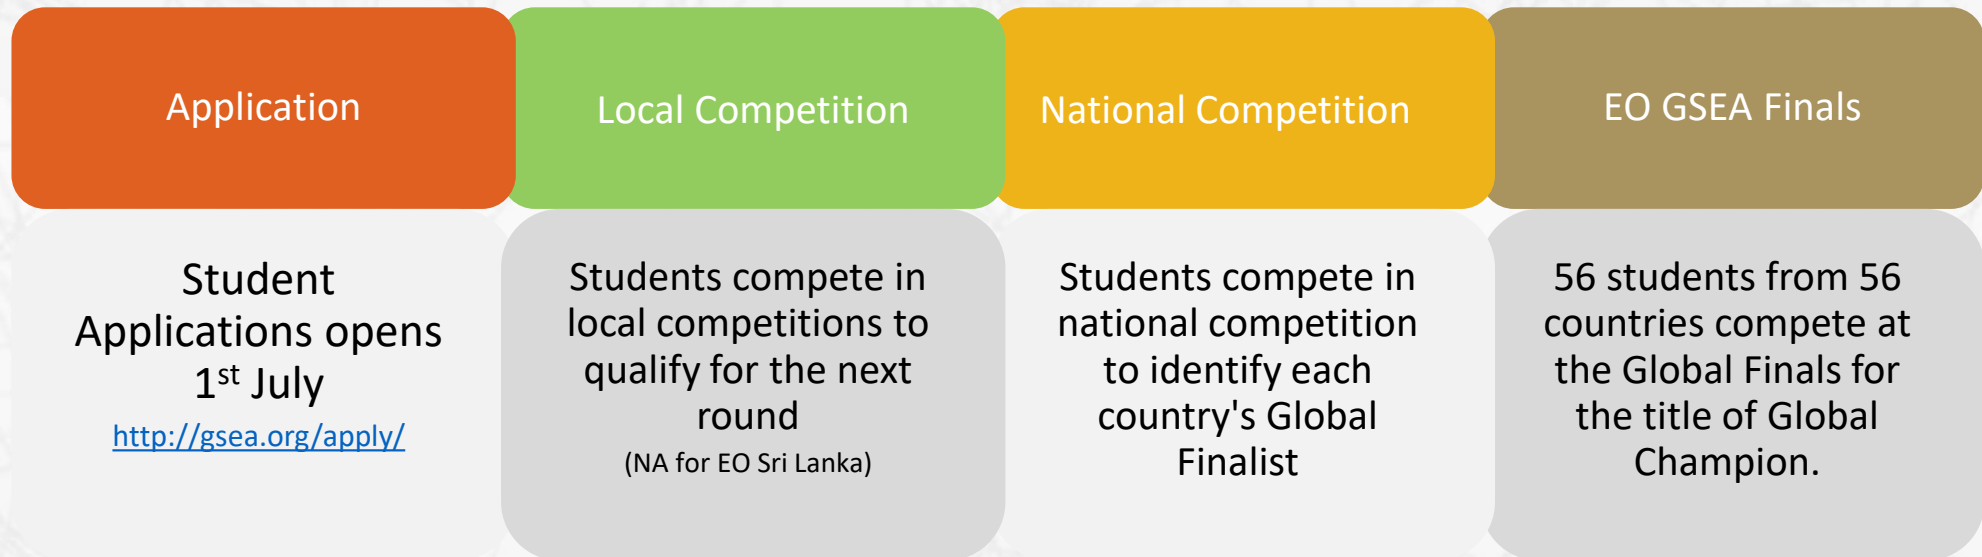 Application
Student
Applications opens
1st July
http://gsea.org/apply/
Local Competition
Students compete in
local competitions to
qualify for the next
round
(NA for EO Sri Lanka)
National Competition
Students compete in
national competition
to identify each
country's Global
Finalist
EO GSEA Finals
56 students from 56
countries compete at
the Global Finals for
the title of Global
Champion.